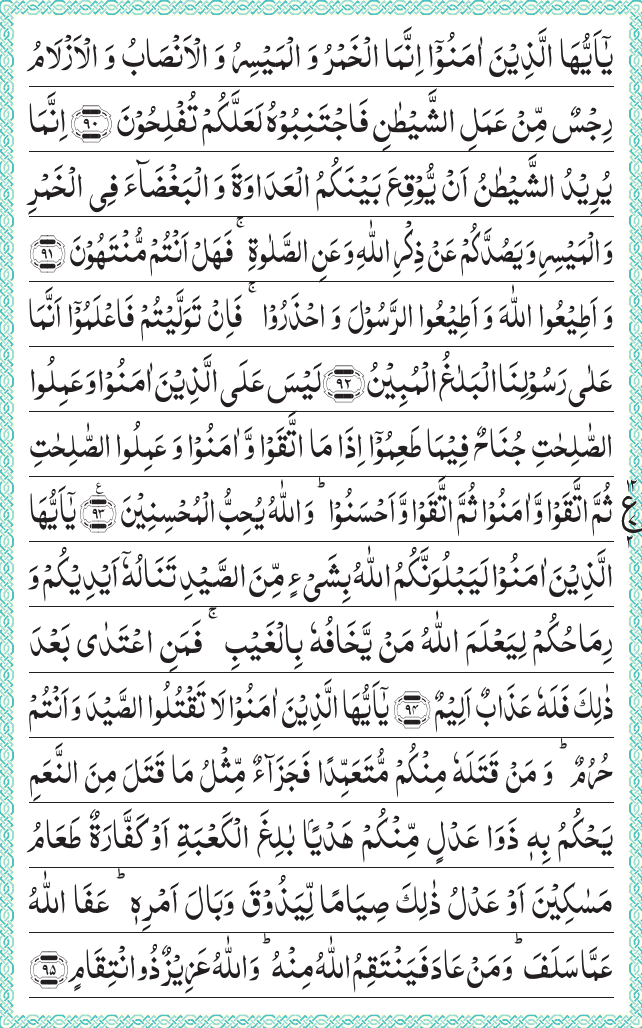 يٰۤاَيُّهَا الَّذِيْنَ اٰمَنُوْۤا اِنَّمَا الْخَمْرُ وَ الْمَيْسِرُ وَ الْاَنْصَابُ وَ الْاَزْلَامُ
رِجْسٌ مِّنْ عَمَلِ الشَّيْطٰنِ فَاجْتَنِبُوْهُ لَعَلَّكُمْ تُفْلِحُوْنَ ﴿۹۰﴾ اِنَّمَا
يُرِيْدُ الشَّيْطٰنُ اَنْ يُّوْقِعَ بَيْنَكُمُ الْعَدَاوَةَ وَ الْبَغْضَآءَ فِى الْخَمْرِ
وَ الْمَيْسِرِ وَ يَصُدَّكُمْ عَنْ ذِكْرِ اللّٰهِ وَ عَنِ الصَّلٰوةِ ۚ فَهَلْ اَنْتُمْ مُّنْتَهُوْنَ ﴿۹۱﴾
وَ اَطِيْعُوا اللّٰهَ وَ اَطِيْعُوا الرَّسُوْلَ وَ احْذَرُوْا ۚ فَاِنْ تَوَلَّيْتُمْ فَاعْلَمُوْۤا اَنَّمَا
عَلٰى رَسُوْلِنَا الْبَلٰغُ الْمُبِيْنُ ﴿۹۲﴾ لَيْسَ عَلَى الَّذِيْنَ اٰمَنُوْا وَ عَمِلُوا
الصّٰلِحٰتِ جُنَاحٌ فِيْمَا طَعِمُوْۤا اِذَا مَا اتَّقَوْا وَّ اٰمَنُوْا وَ عَمِلُوا الصّٰلِحٰتِ
ثُمَّ اتَّقَوْا وَّ اٰمَنُوْا ثُمَّ اتَّقَوْا وَّ اَحْسَنُوْا ؕ وَ اللّٰهُ يُحِبُّ الْمُحْسِنِيْنَ ﴿۹۳﴾ ع يٰۤاَيُّهَا
۱۲ ع ۲
الَّذِيْنَ اٰمَنُوْا لَيَبْلُوَنَّكُمُ اللّٰهُ بِشَىْءٍ مِّنَ الصَّيْدِ تَنَالُهٗۤ اَيْدِيْكُمْ وَ
رِمَاحُكُمْ لِيَعْلَمَ اللّٰهُ مَنْ يَّخَافُهٗ بِالْغَيْبِ ۚ فَمَنِ اعْتَدٰى بَعْدَ
ذٰلِكَ فَلَهٗ عَذَابٌ اَلِيْمٌ ﴿۹۴﴾ يٰۤاَيُّهَا الَّذِيْنَ اٰمَنُوْا لَا تَقْتُلُوا الصَّيْدَ وَ اَنْتُمْ
حُرُمٌ ؕ وَ مَنْ قَتَلَهٗ مِنْكُمْ مُّتَعَمِّدًا فَجَزَآءٌ مِّثْلُ مَا قَتَلَ مِنَ النَّعَمِ
يَحْكُمُ بِهٖ ذَوَا عَدْلٍ مِّنْكُمْ هَدْيًۢا بٰلِغَ الْكَعْبَةِ اَوْ كَفَّارَةٌ طَعَامُ
مَسٰكِيْنَ اَوْ عَدْلُ ذٰلِكَ صِيَامًا لِّيَذُوْقَ وَبَالَ اَمْرِهٖ ؕ عَفَا اللّٰهُ
عَمَّا سَلَفَ ؕ وَ مَنْ عَادَ فَيَنْتَقِمُ اللّٰهُ مِنْهُ ؕ وَ اللّٰهُ عَزِيْزٌ ذُو انْتِقَامٍ ﴿۹۵﴾